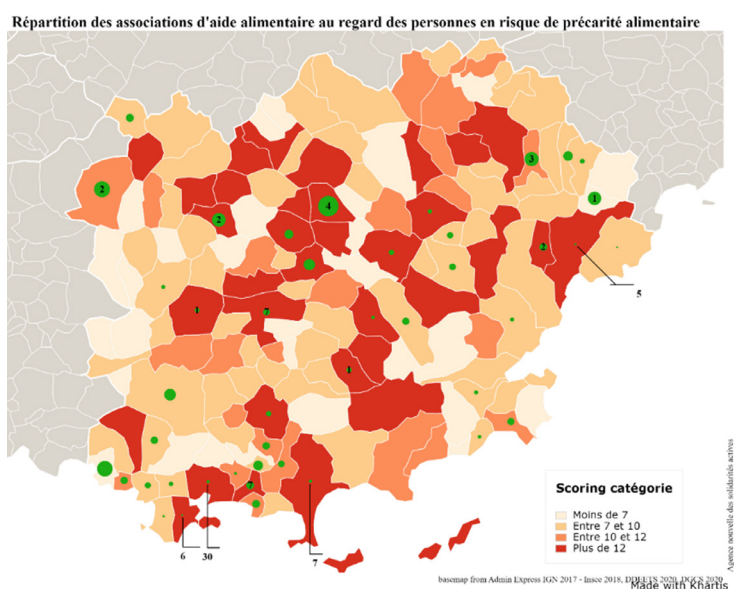 Répartition des associations d'aide alimentaire au regard des personnes en risque de précarité alimentaire
2
3
1
4
2
2
5
1
7
1
7
6
30
7
Scoring catégorie
Moins de 7
Entre 7 et 10
Entre 10 et 12
Plus de 12
Agence nouvelle des solidarités actives
basemap from Admin Express IGN 2017 - Insee 2018, DDEETS 2020, DGCS 2020
Made with Khartis